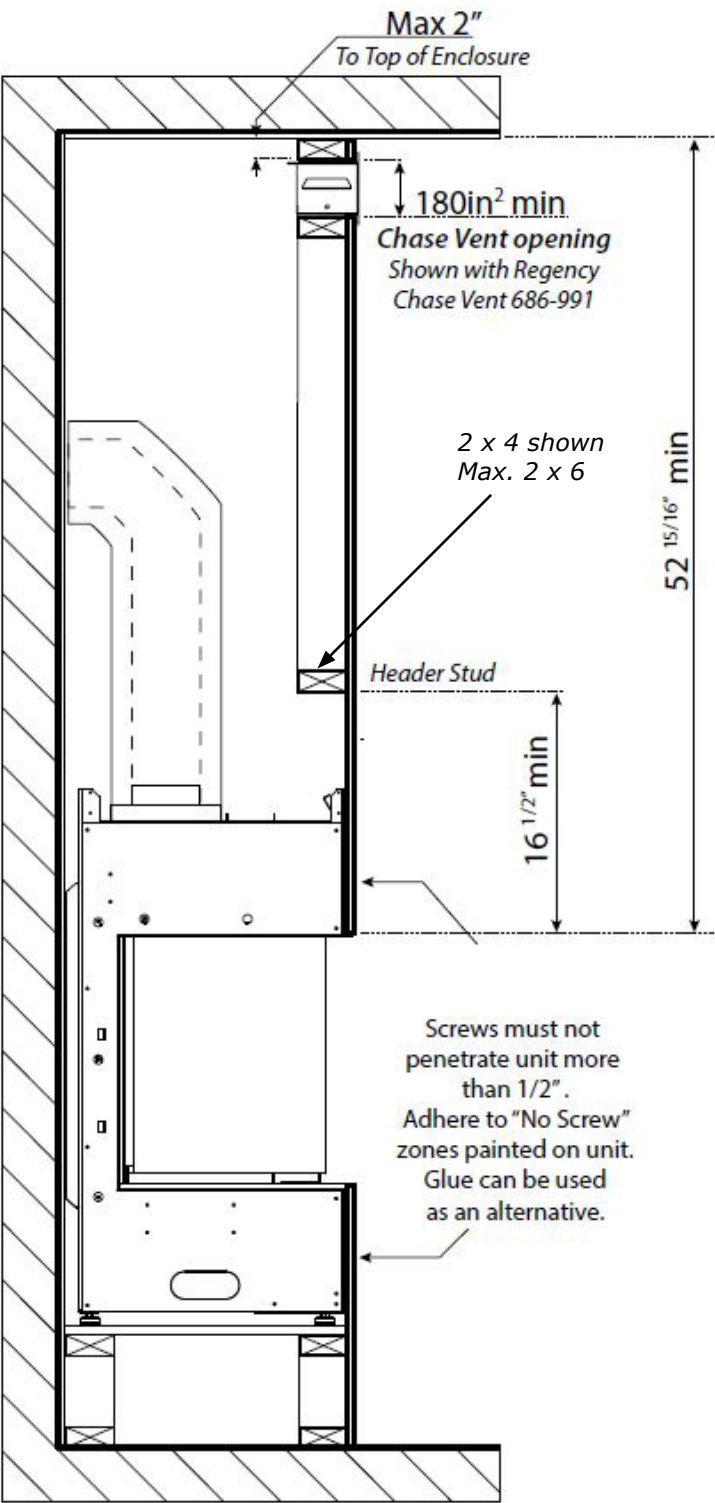 Max 2"
To Top of Enclosure
180in² min
Chase Vent opening
Shown with Regency
Chase Vent 686-991
2 x 4 shown
Max. 2 x 6
52 15/16" min
Header Stud
16 1/2" min
Screws must not
penetrate unit more
than 1/2".
Adhere to "No Screw"
zones painted on unit.
Glue can be used
as an alternative.